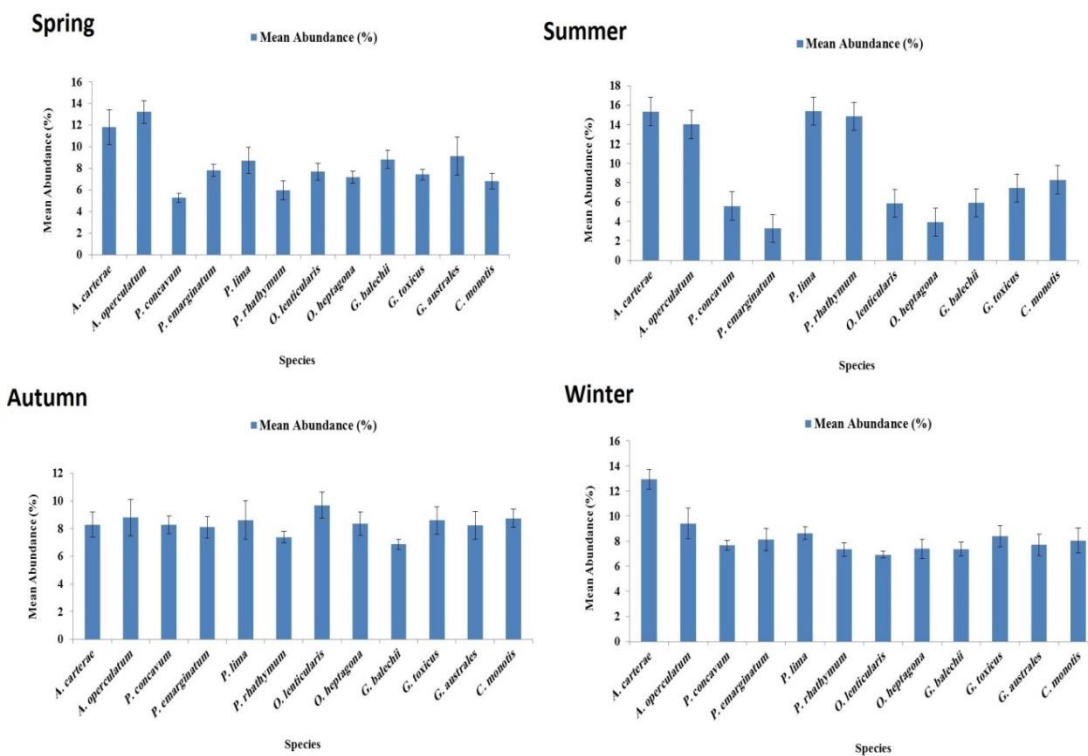 Spring
Mean Abundance (%)
Mean Abundance (%)
16
14
12
10
8
6
4
2
0
A. carterae
A. operculatum
P. concavum
P. emarginatum
P. lima
P. rhathymum
O. lenticularis
O. heptagona
G. balechii
G. toxicus
G. australes
C. monotis
Species
Summer
Mean Abundance (%)
Mean Abundance (%)
18
16
14
12
10
8
6
4
2
0
A. carterae
A. operculatum
P. concavum
P. emarginatum
P. lima
P. rhathymum
O. lenticularis
O. heptagona
G. balechii
G. toxicus
C. monotis
Species
Autumn
Mean Abundance (%)
Mean Abundance (%)
12
10
8
6
4
2
0
A. carterae
A. operculatum
P. concavum
P. emarginatum
P. lima
P. rhathymum
O. lenticularis
O. heptagona
G. balechii
G. toxicus
G. australes
C. monotis
Species
Winter
Mean Abundance (%)
Mean Abundance (%)
16
14
12
10
8
6
4
2
0
A. carterae
A. operculatum
P. concavum
P. emarginatum
P. lima
P. rhathymum
O. lenticularis
O. heptagona
G. balechii
G. toxicus
G. australes
C. monotis
Species